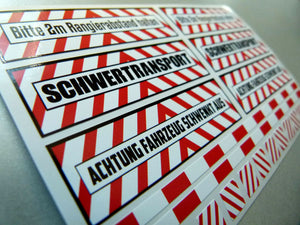 Bitte 2m Rangierabstand halten
SCHWERTRANSPORT
SCHWERTRANSPORT
ACHTUNG FAHRZEUG SCHWENKT AUS